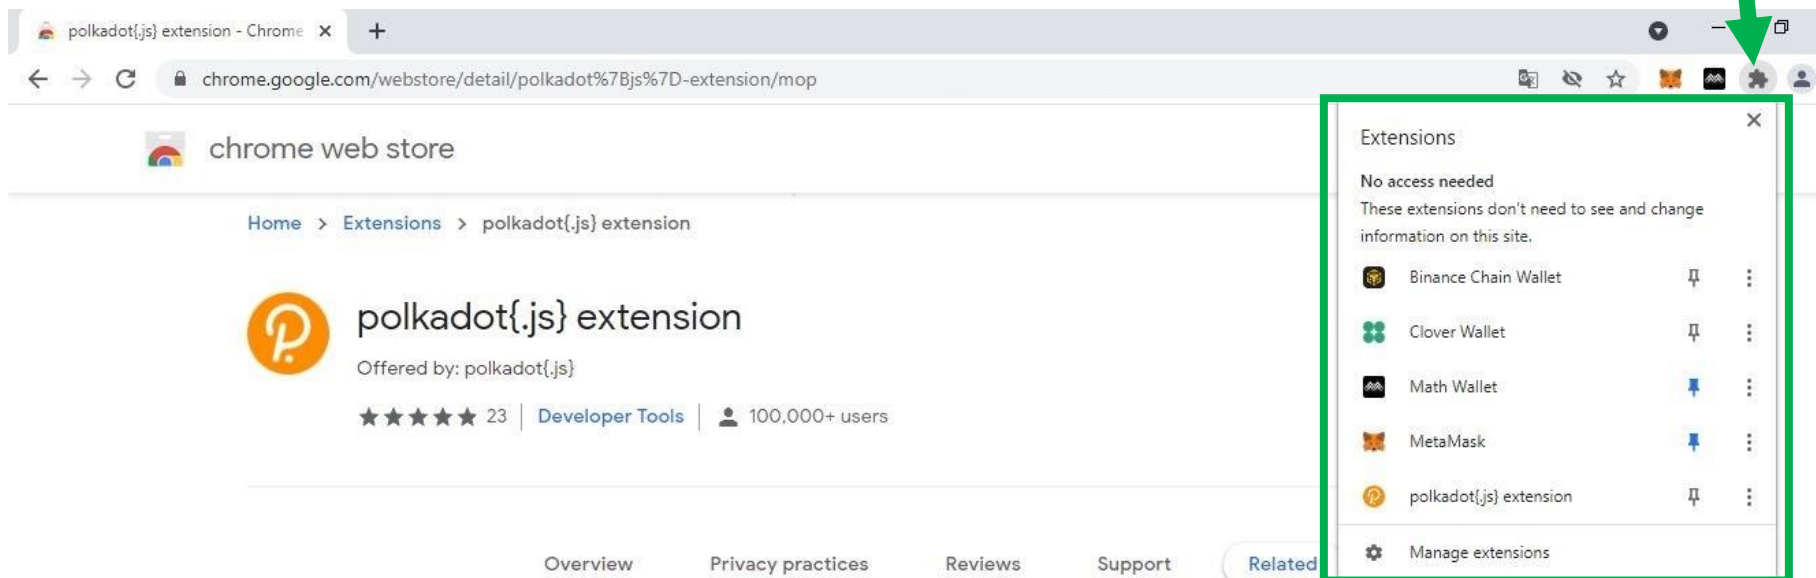 polkadot{.js} extension - Chrome
chrome.google.com/webstore/detail/polkadot%7Bjs%7D-extension/mop
chrome web store
Home > Extensions > polkadot{.js} extension
polkadot{.js} extension
Offered by: polkadot{.js}
23 | Developer Tools | 100,000+ users
Overview Privacy practices Reviews Support Related
Extensions
No access needed
These extensions don't need to see and change
information on this site.
Binance Chain Wallet
Clover Wallet
Math Wallet
MetaMask
polkadot{.js} extension
Manage extensions